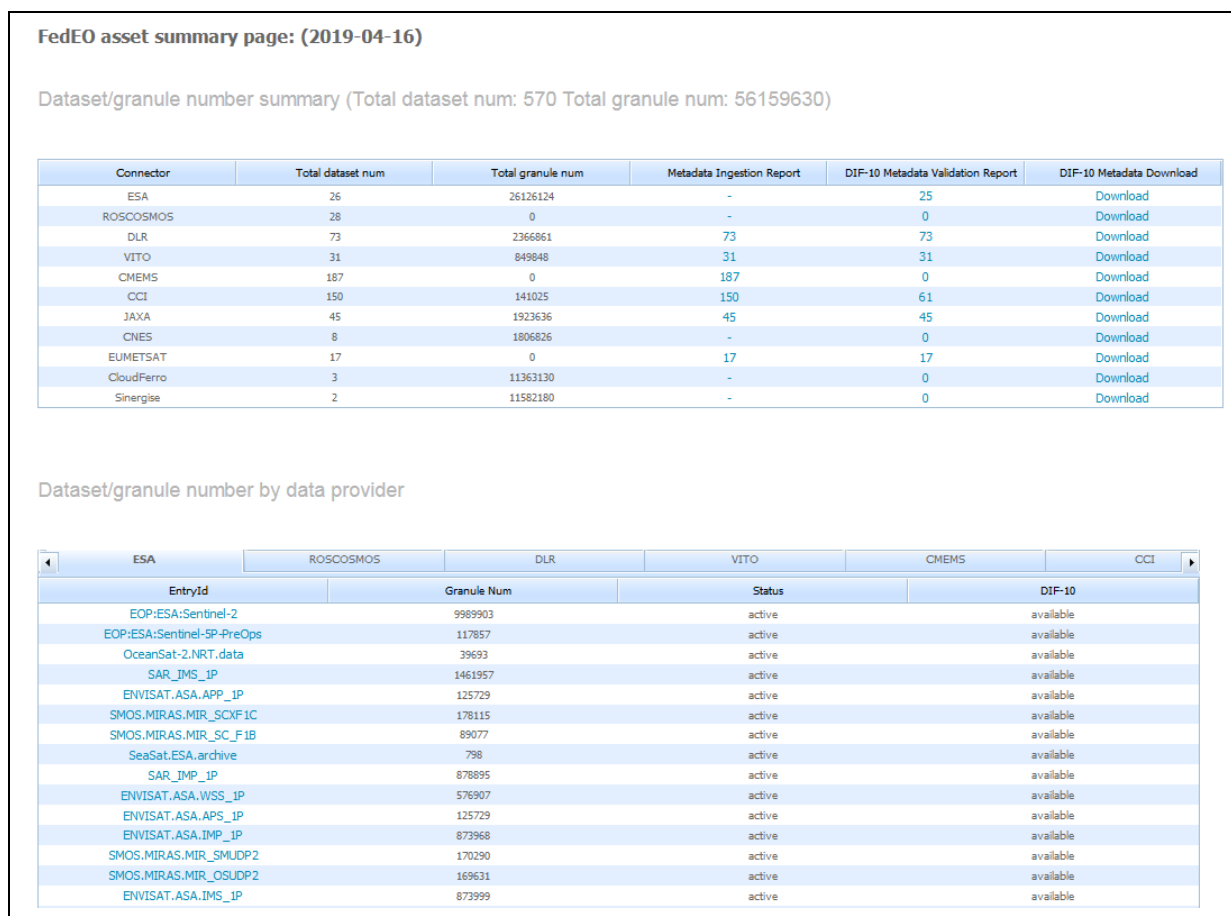 FedEO asset summary page: (2019-04-16)
Dataset/granule number summary (Total dataset num: 570 Total granule num: 56159630)
Connector Total dataset num Total granule num Metadata Ingestion Report DIF-10 Metadata Validation Report DIF-10 Metadata Download
ESA 26 26126124 - 25 Download
ROSCOSMOS 28 0 - 0 Download
DLR 73 2366861 73 73 Download
VITO 31 849848 31 31 Download
CMEMS 187 0 187 0 Download
CCI 150 141025 150 61 Download
JAXA 45 1923636 45 45 Download
CNES 8 1806826 - 0 Download
EUMETSAT 17 0 17 17 Download
CloudFerro 3 11363130 - 0 Download
Sinergise 2 11582180 - 0 Download
Dataset/granule number by data provider
ESA ROSCOSMOS DLR VITO CMEMS CCI
EntryId Granule Num Status DIF-10
EOP:ESA:Sentinel-2 9989903 active available
EOP:ESA:Sentinel-5P-PreOps 117857 active available
OceanSat-2.NRT.data 39693 active available
SAR_IMS_1P 1461957 active available
ENVISAT.ASA.APP_1P 125729 active available
SMOS.MIRAS.MIR_SCXF1C 178115 active available
SMOS.MIRAS.MIR_SC_F1B 89077 active available
SeaSat.ESA.archive 798 active available
SAR_IMP_1P 878895 active available
ENVISAT.ASA.WSS_1P 576907 active available
ENVISAT.ASA.APS_1P 125729 active available
ENVISAT.ASA.IMP_1P 873968 active available
SMOS.MIRAS.MIR_SMUDP2 170290 active available
SMOS.MIRAS.MIR_OSUDP2 169631 active available
ENVISAT.ASA.IMS_1P 873999 active available